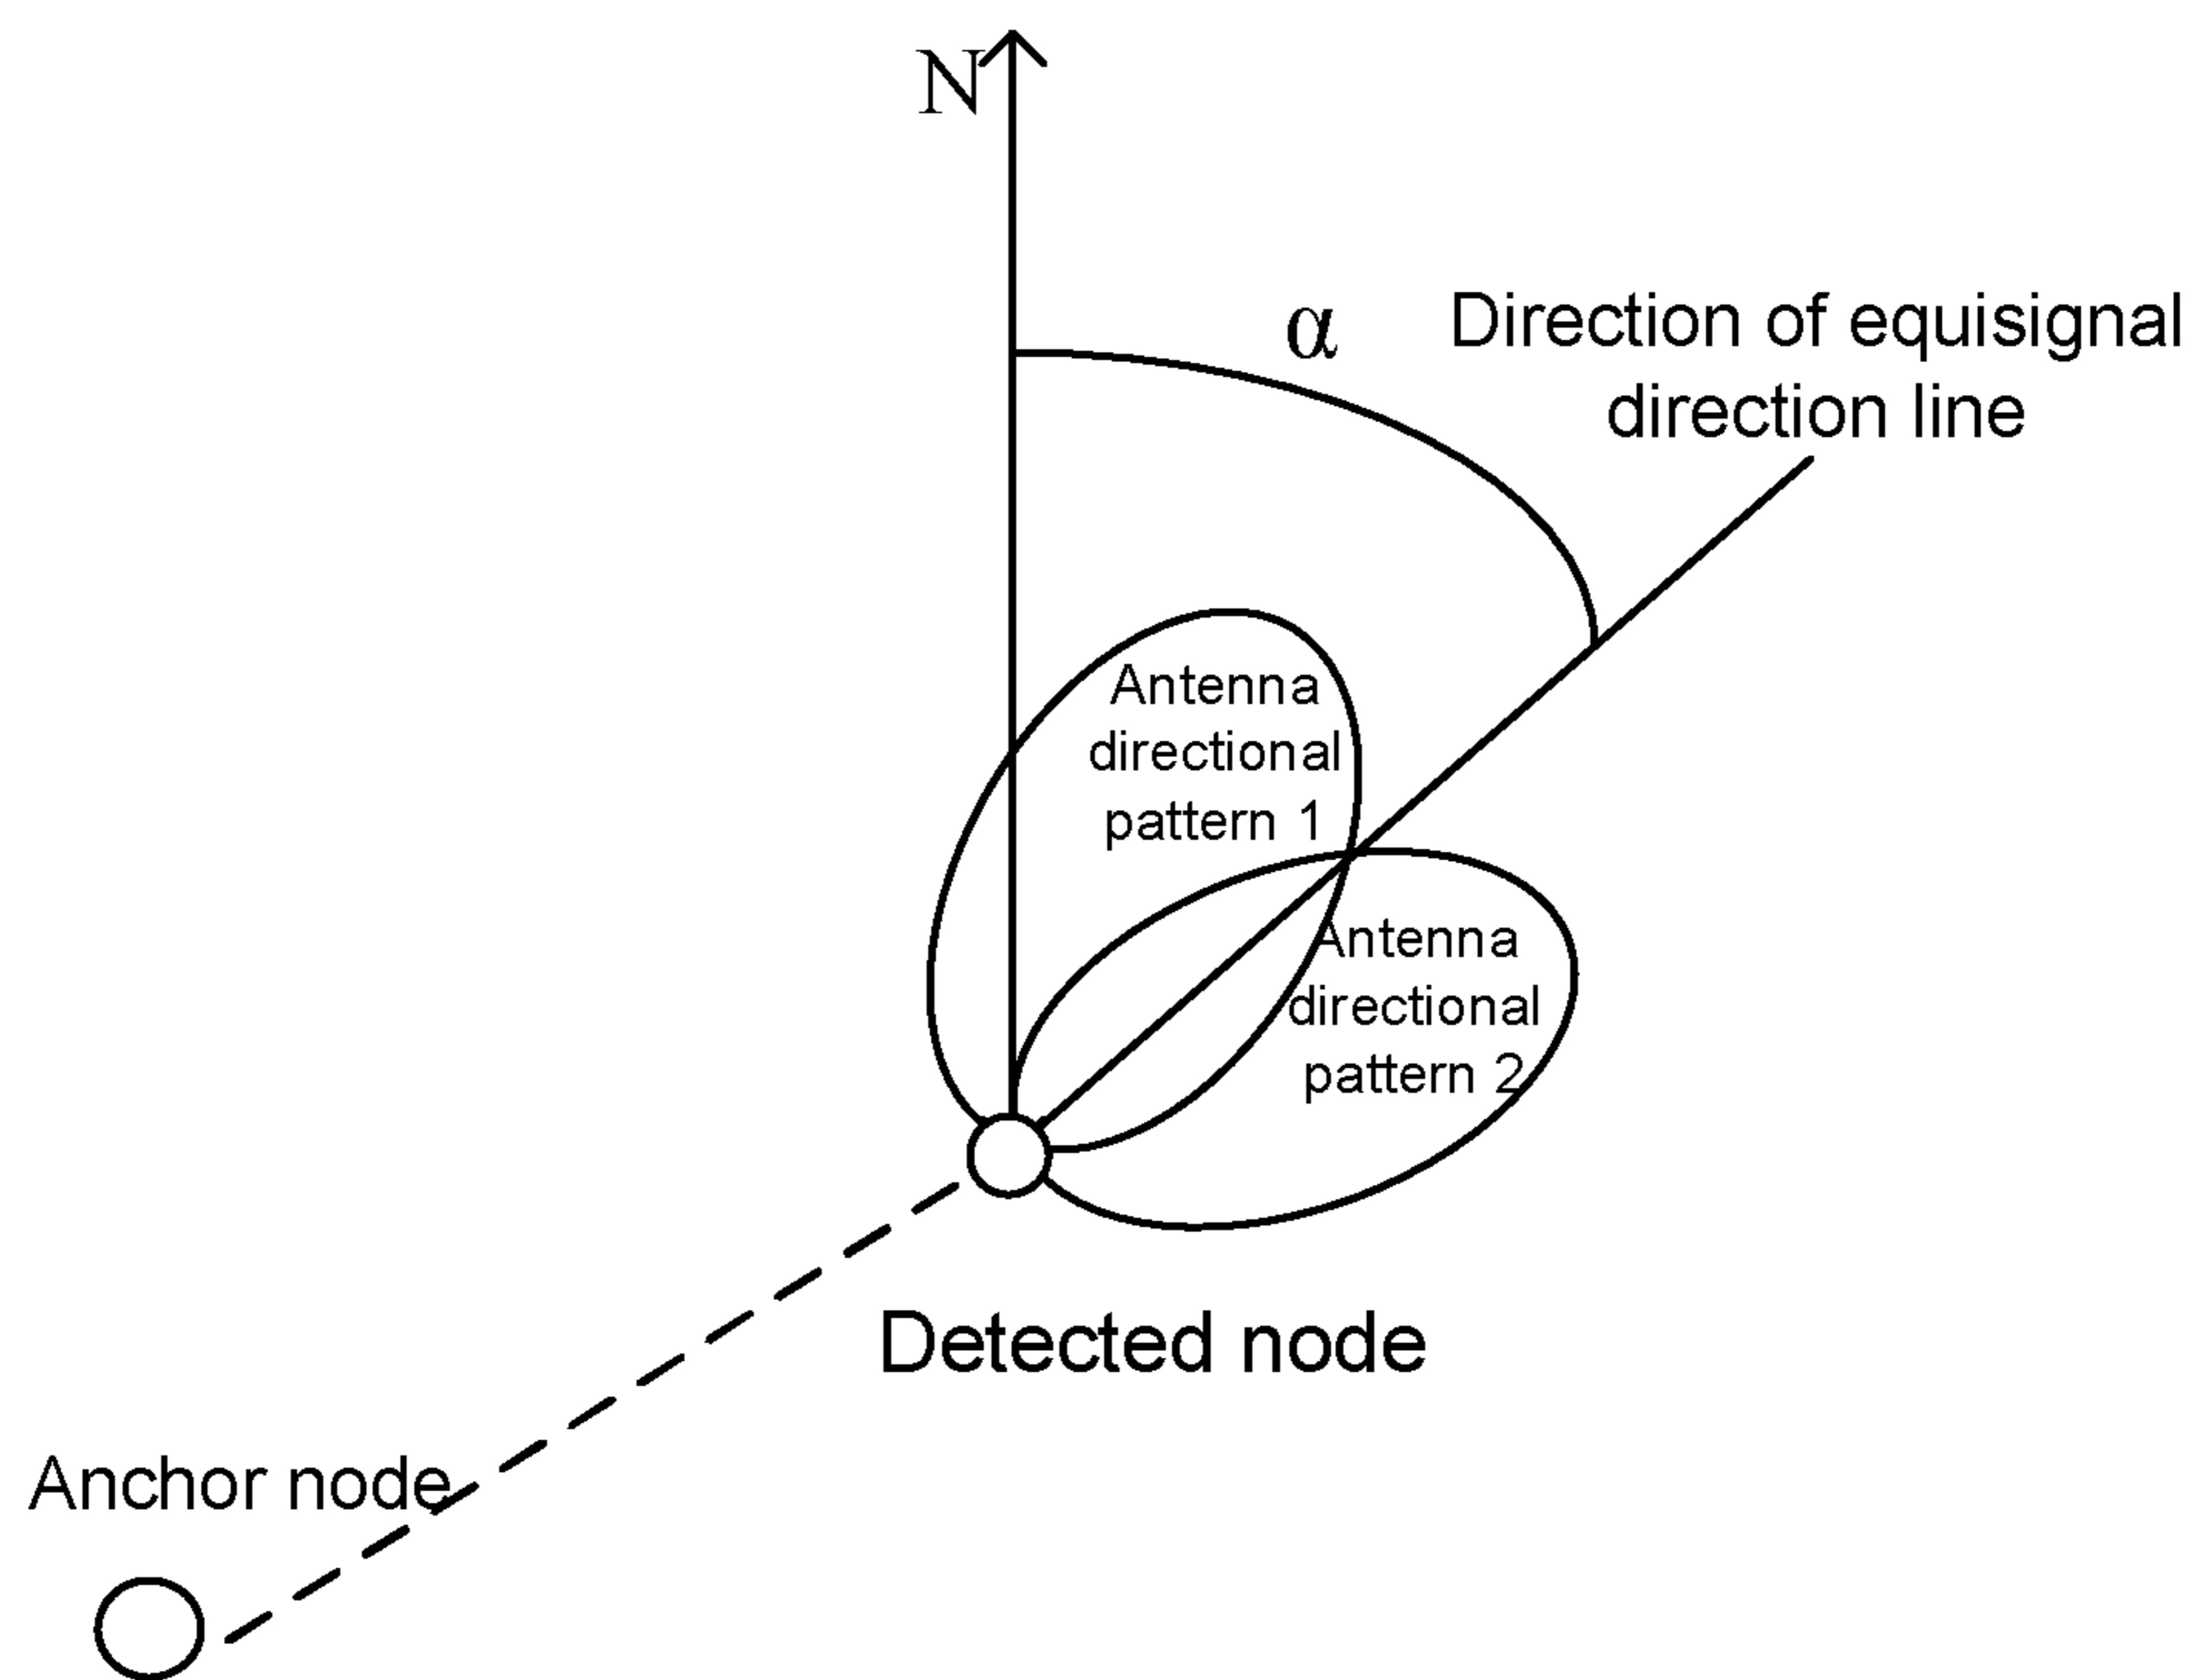 N
α
Direction of equisignal
direction line
Antenna
directional
pattern 1
Antenna
directional
pattern 2
Detected node
Anchor node